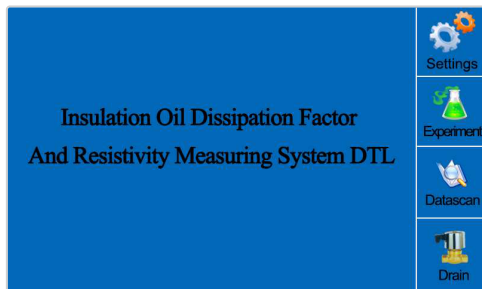 Insulation Oil Dissipation Factor
And Resistivity Measuring System DTL
Settings
Experiment
Datascan
Drain